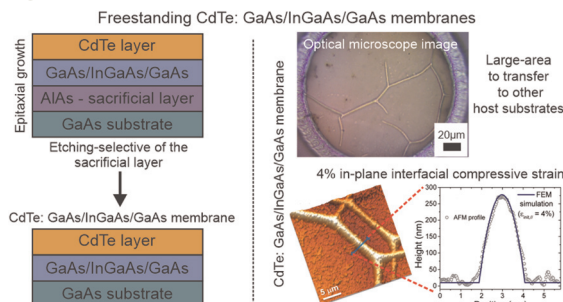 Freestanding CdTe: GaAs/InGaAs/GaAs membranes
Epitaxial growth
CdTe layer
GaAs/InGaAs/GaAs
AlAs - sacrificial layer
GaAs substrate
Etching-selective of the
sacrificial layer
CdTe: GaAs/InGaAs/GaAs membrane
CdTe layer
GaAs/InGaAs/GaAs
GaAs substrate
CdTe: GaAs/InGaAs/GaAs membrane
Optical microscope image
20µm
Large-area
to transfer
to other
host substrates
4% in-plane interfacial compressive strain
5 µm
Height (nm)
300
250
200
150
100
50
0
AFM profile
FEM
simulation
= 4%)
0 1 2 3 4 5